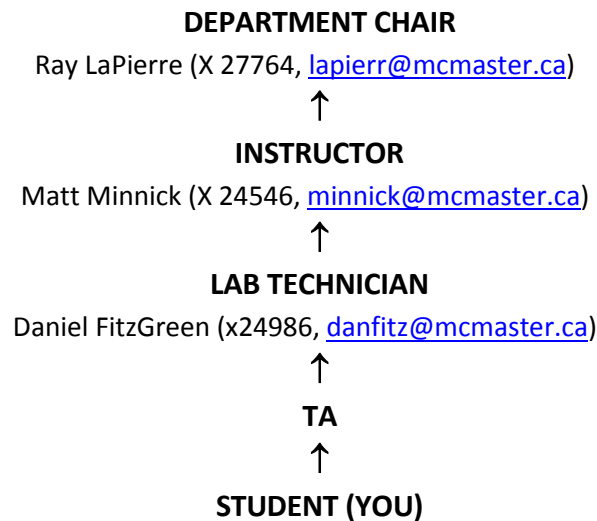 DEPARTMENT CHAIR
Ray LaPierre (X 27764, lapierr@mcmaster.ca)
↑
INSTRUCTOR
Matt Minnick (X 24546, minnick@mcmaster.ca)
↑
LAB TECHNICIAN
Daniel FitzGreen (x24986, danfitz@mcmaster.ca)
↑
TA
↑
STUDENT (YOU)